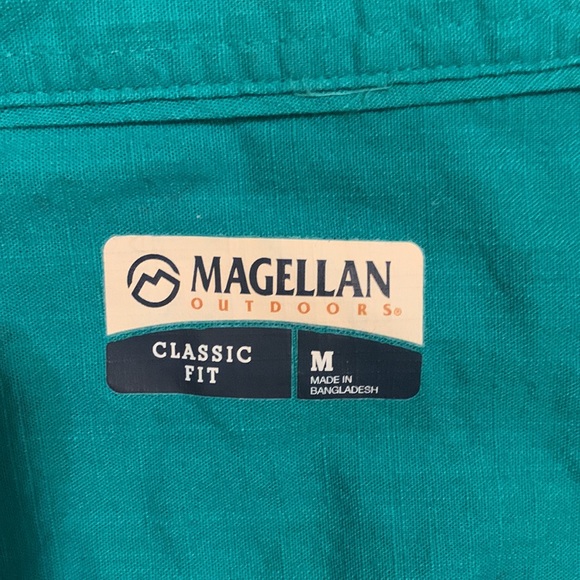 MAGELLAN
OUTDOORS®
CLASSIC
FIT
M
MADE IN
BANGLADESH